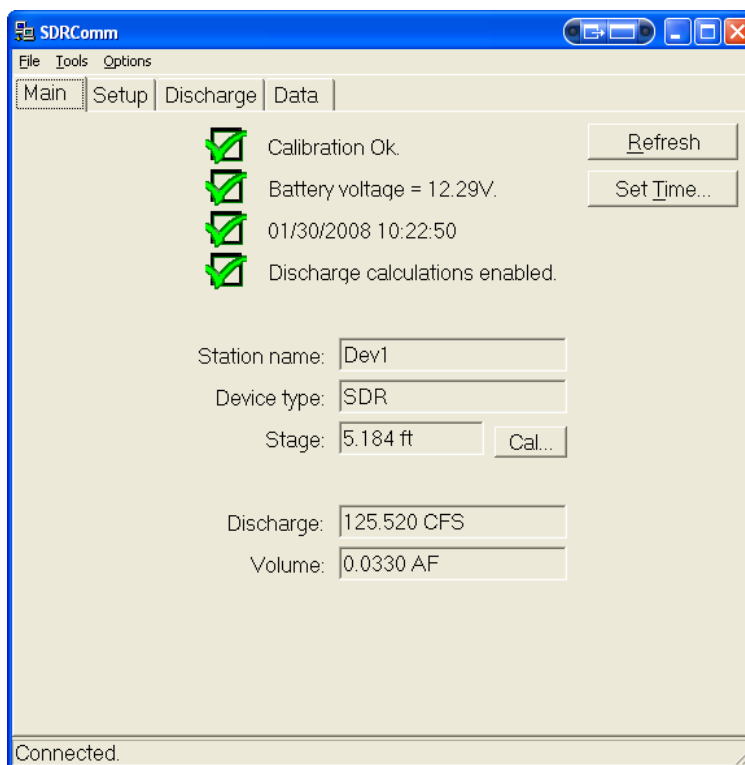 SDRComm
File Tools Options
Main Setup Discharge Data
Calibration Ok.
Refresh
Battery voltage = 12.29V.
Set Time...
01/30/2008 10:22:50
Discharge calculations enabled.
Station name: Dev1
Device type: SDR
Stage: 5.184 ft Cal...
Discharge: 125.520 CFS
Volume: 0.0330 AF
Connected.